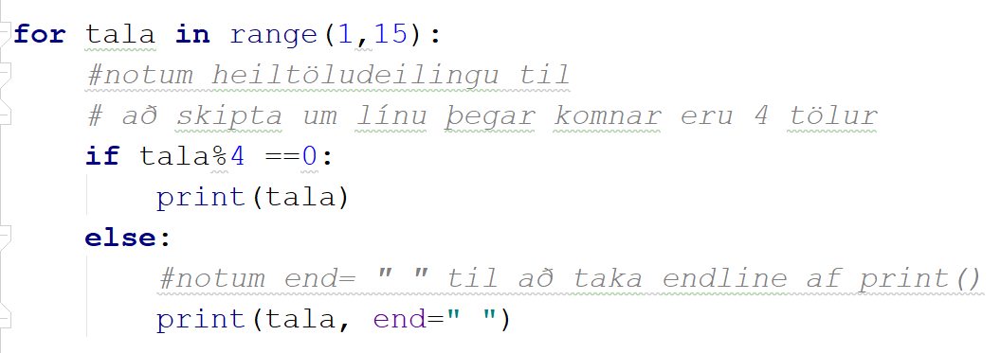 for tala in range(1,15):
#notum heiltöludeilingu til
# að skipta um línu þegar komnar eru 4 tölur
if tala%4 ==0:
print(tala)
else:
#notum end= " " til að taka endline af print()
print(tala, end=" ")